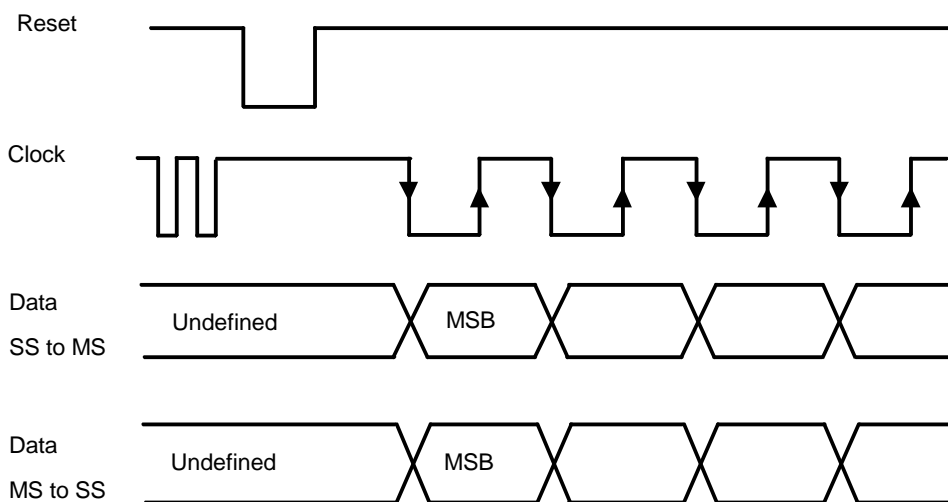 Reset
Clock
Data
SS to MS
Undefined
MSB
Data
MS to SS
Undefined
MSB